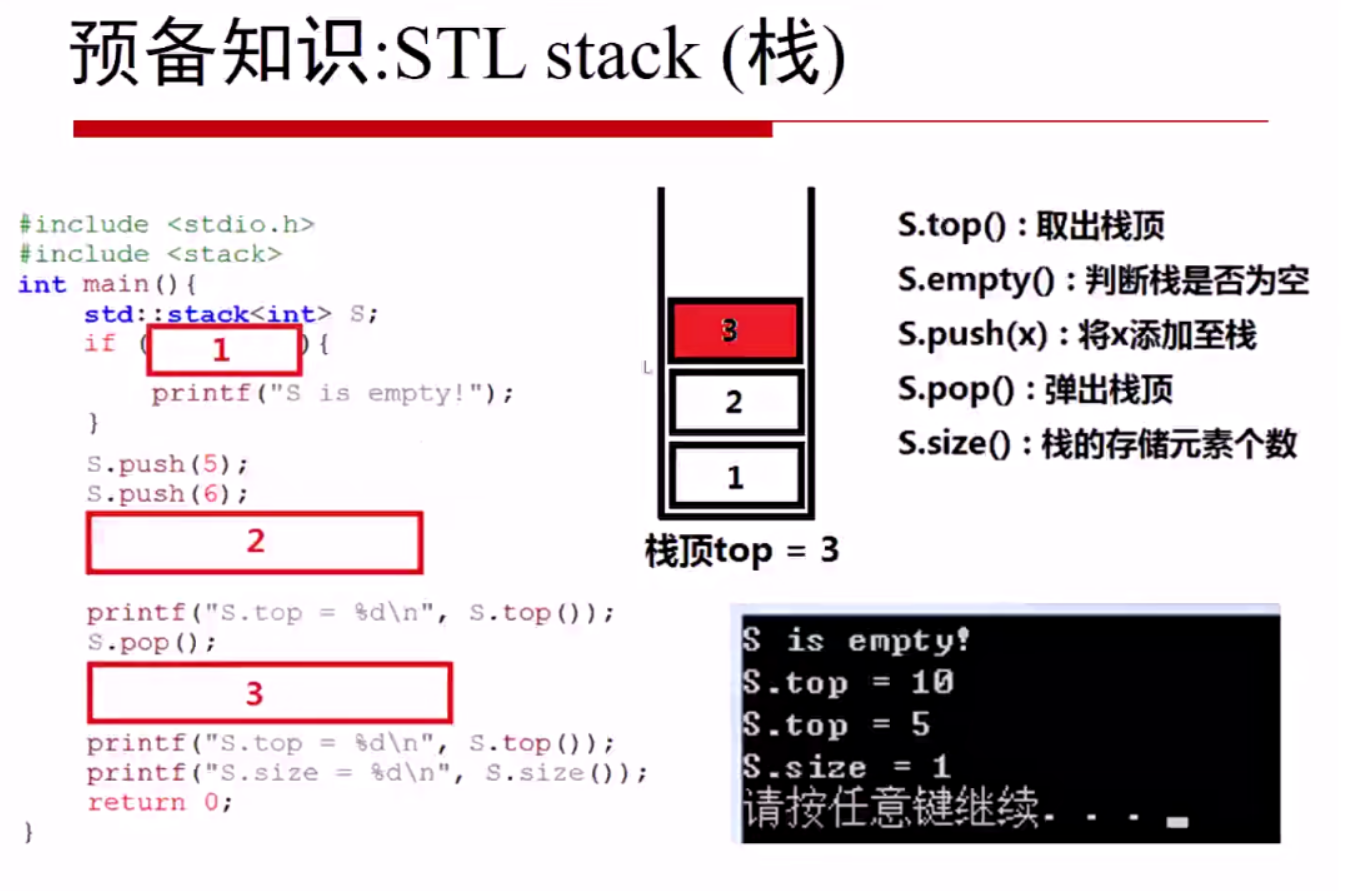 预备知识:STL stack (栈)
#include <stdio.h>
#include <stack>
int main(){
std::stack<int> S;
if (1){
printf("S is empty!");
}
S.push(5);
S.push(6);
2
printf("S.top = %d\n", S.top());
S.pop();
3
printf("S.top = %d\n", S.top());
printf("S.size = %d\n", S.size());
return 0;
}
3
2
1
栈顶top = 3
S.top() : 取出栈顶
S.empty() : 判断栈是否为空
S.push(x) : 将x添加至栈
S.pop() : 弹出栈顶
S.size() : 栈的存储元素个数
S is empty!
S.top = 10
S.top = 5
S.size = 1
请按任意键继续. . .